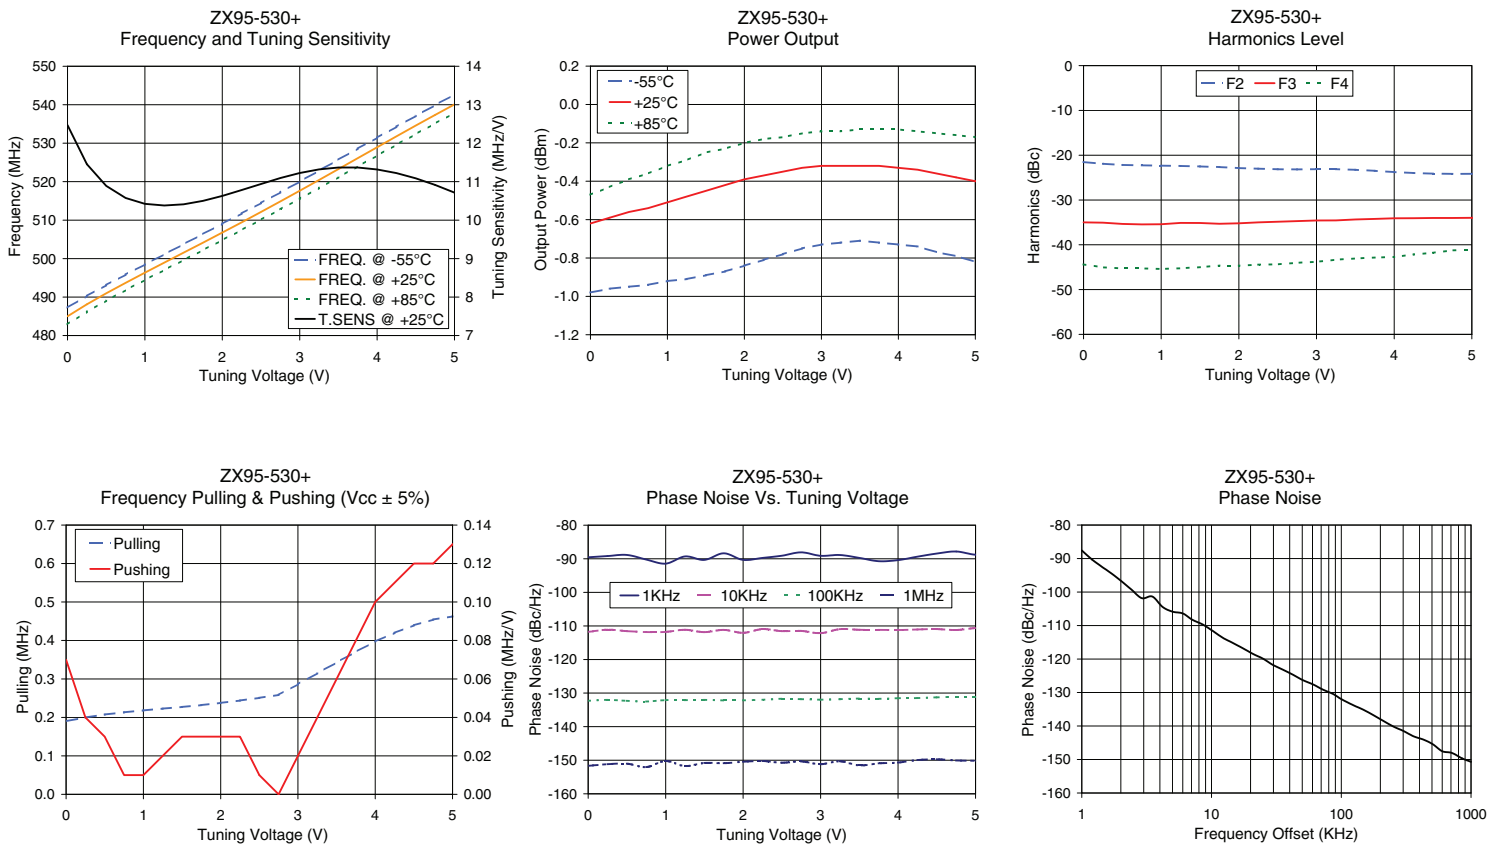 ZX95-530+
Frequency and Tuning Sensitivity
550
540
530
520
510
500
490
480
14
13
12
11
10
9
8
7
Frequency (MHz)
Tuning Sensitivity (MHz/V)
FREQ. @ -55°C
FREQ. @ +25°C
FREQ. @ +85°C
T.SENS @ +25°C
0 1 2 3 4 5
Tuning Voltage (V)
ZX95-530+
Power Output
0.2
0.0
-0.2
-0.4
-0.6
-0.8
-1.0
-1.2
Output Power (dBm)
-55°C
+25°C
+85°C
0 1 2 3 4 5
Tuning Voltage (V)
ZX95-530+
Harmonics Level
0
-10
-20
-30
-40
-50
-60
Harmonics (dBc)
F2 F3 F4
0 1 2 3 4 5
Tuning Voltage (V)
ZX95-530+
Frequency Pulling & Pushing (Vcc ± 5%)
0.7
0.6
0.5
0.4
0.3
0.2
0.1
0.0
0.14
0.12
0.10
0.08
0.06
0.04
0.02
0.00
Pulling (MHz)
Pushing (MHz/V)
Pulling
Pushing
0 1 2 3 4 5
Tuning Voltage (V)
ZX95-530+
Phase Noise Vs. Tuning Voltage
-80
-90
-100
-110
-120
-130
-140
-150
-160
Phase Noise (dBc/Hz)
1KHz 10KHz 100KHz 1MHz
0 1 2 3 4 5
Tuning Voltage (V)
ZX95-530+
Phase Noise
-80
-90
-100
-110
-120
-130
-140
-150
-160
Phase Noise (dBc/Hz)
1 10 100 1000
Frequency Offset (KHz)